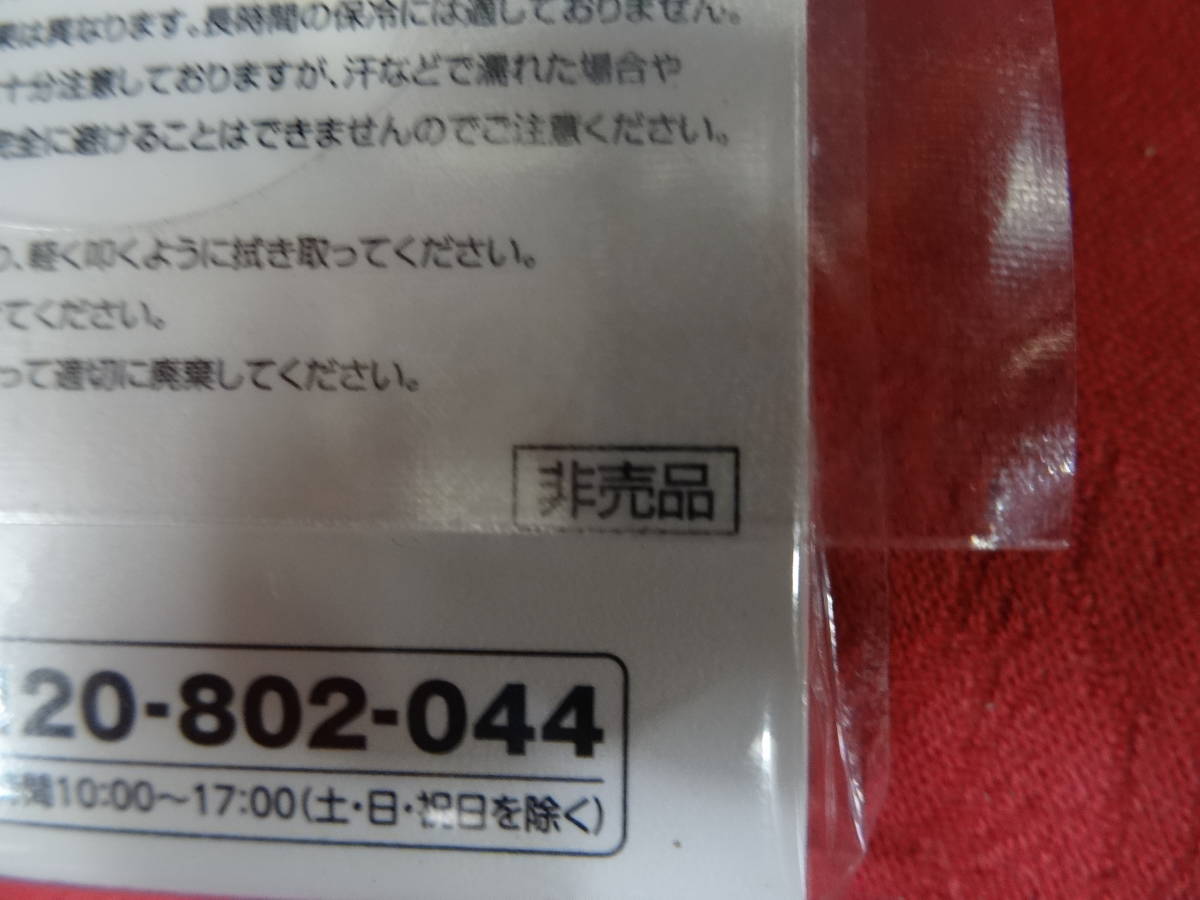 は異なります。長時間の保冷には適しておりません。
十分注意しておりますが、汗などで濡れた場合や
完全に避けることはできませんのでご注意ください。
、軽く叩くように拭き取ってください。
てください。
って適切に廃棄してください。
非売品
20-802-044
時間10:00～17:00(土・日・祝日を除く)